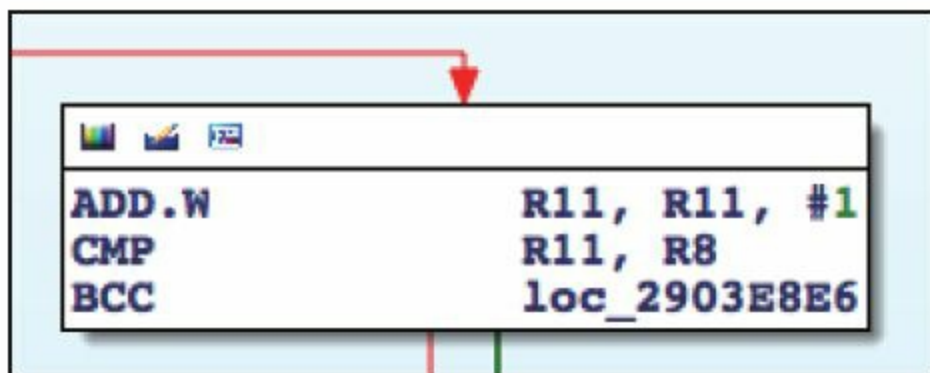 ADD.W R11, R11, #1
CMP R11, R8
BCC loc_2903E8E6